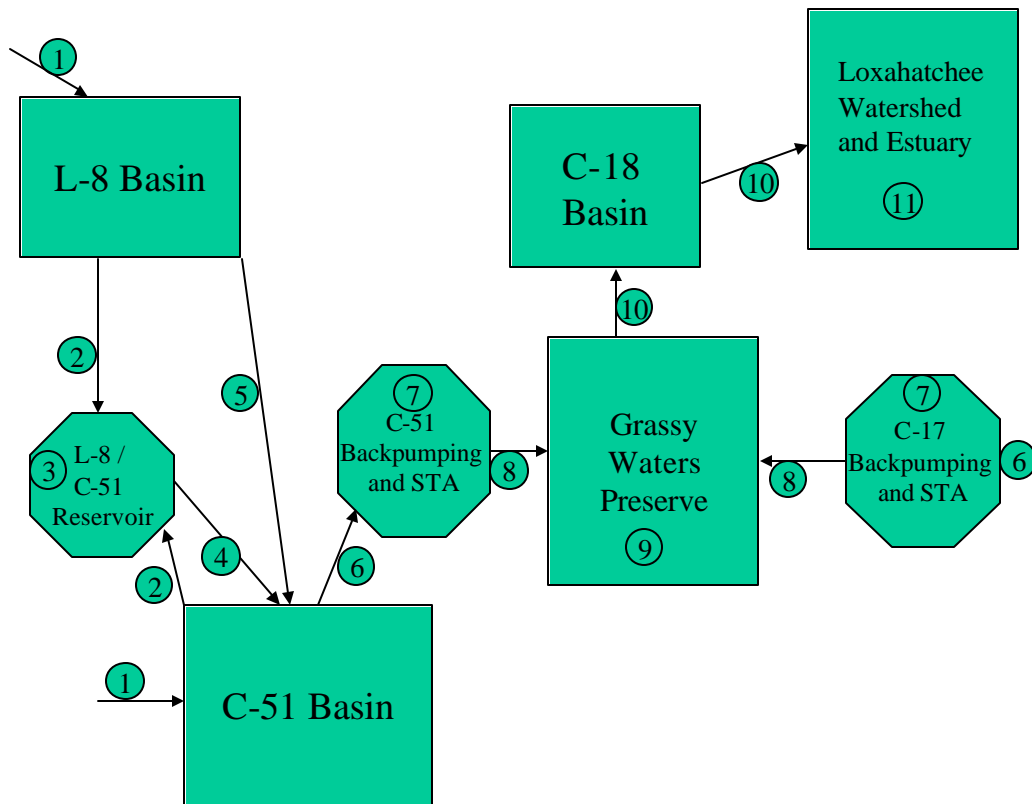 1
L-8 Basin
2
5
3
L-8 /
C-51
Reservoir
4
2
1
C-51 Basin
6
7
C-51
Backpumping
and STA
8
Grassy
Waters
Preserve
9
10
C-18
Basin
10
Loxahatchee
Watershed
and Estuary
11
7
C-17
Backpumping
and STA
8
6